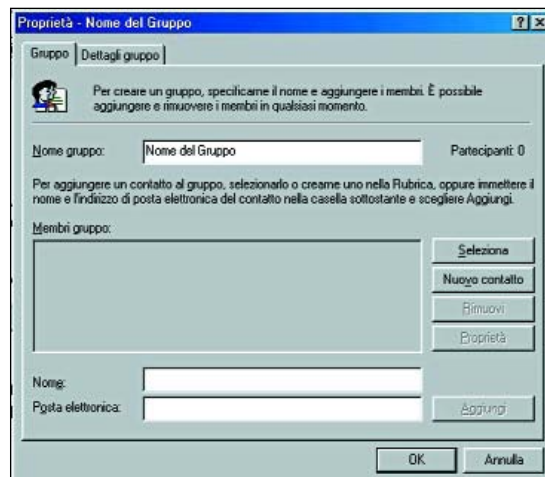 Proprietà - Nome del Gruppo
Gruppo
Dettagli gruppo
Per creare un gruppo, specificarne il nome e aggiungere i membri. È possibile
aggiungere e rimuovere i membri in qualsiasi momento.
Nome gruppo:
Nome del Gruppo
Partecipanti: 0
Per aggiungere un contatto al gruppo, selezionarlo o crearne uno nella Rubrica, oppure immettere il
nome e l'indirizzo di posta elettronica del contatto nella casella sottostante e scegliere Aggiungi.
Membri gruppo:
Seleziona
Nuovo contatto
Rimuovi
Proprietà
Nome:
Posta elettronica:
Aggiungi
OK
Annulla